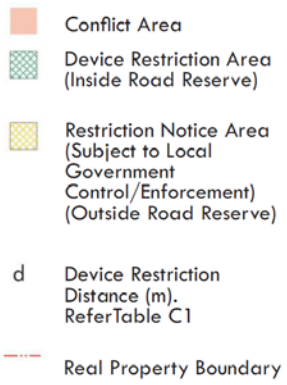 Conflict Area
Device Restriction Area
(Inside Road Reserve)
Restriction Notice Area
(Subject to Local
Government
Control/Enforcement)
(Outside Road Reserve)
d Device Restriction
Distance (m).
ReferTable C1
Real Property Boundary